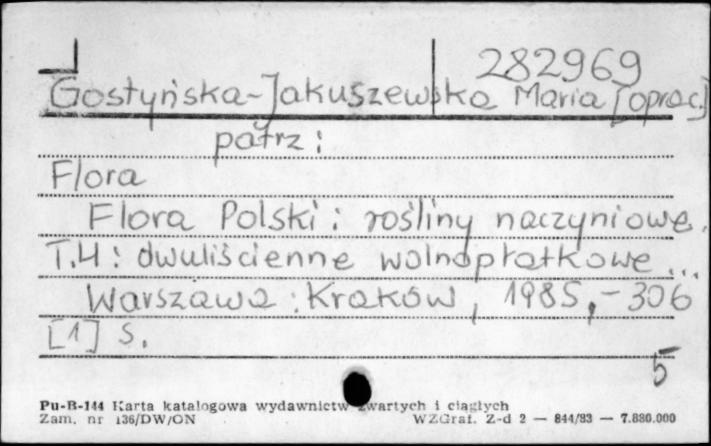 282969
Gostyńska-Jakuszewska Maria [oprac.]
patrz:
Flora
Flora Polski: rośliny naczyniowe.
T.4: dwuliścienne wolnopłatkowe...
Warszawa: Kraków, 1985, - 306
[1] s.
5
Pu-B-144 Karta katalogowa wydawnictw zwartych i ciągłych
Zam. nr 136/DW/ON WZGraf. Z-d 2 — 844/83 — 7.880.000